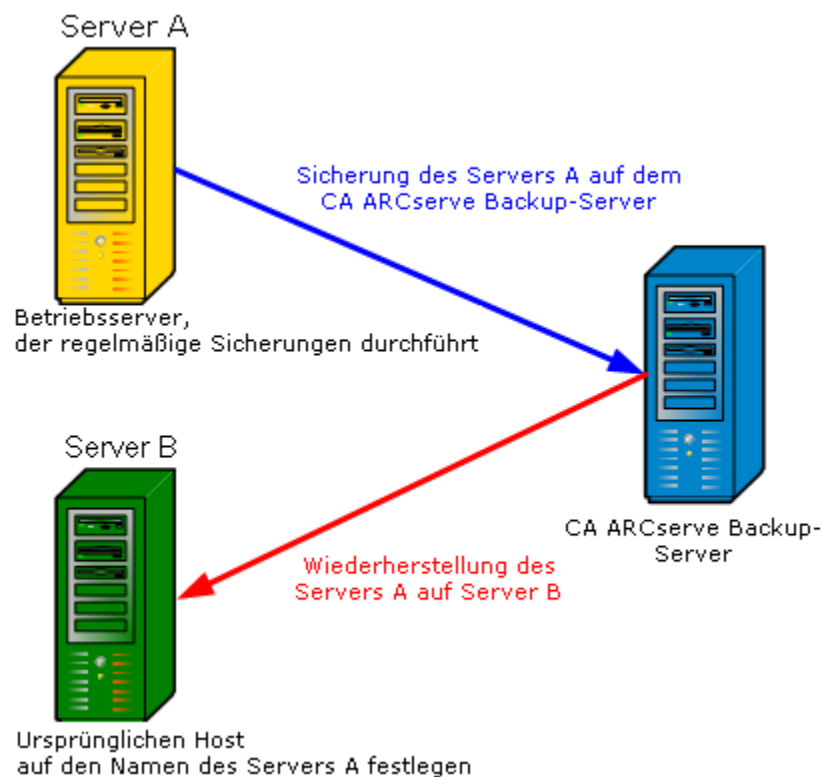 Server A
Sicherung des Servers A auf dem
CA ARCserve Backup-Server
Betriebsserver,
der regelmäßige Sicherungen durchführt
Server B
CA ARCserve Backup-
Server
Wiederherstellung des
Servers A auf Server B
Ursprünglichen Host
auf den Namen des Servers A festlegen